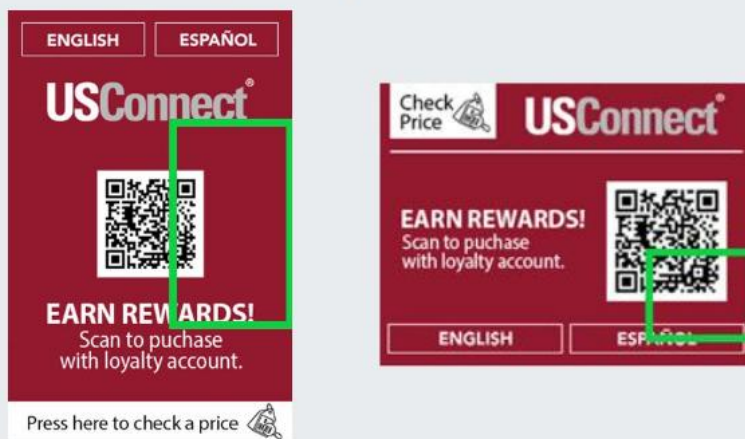 ENGLISH
ESPAÑOL
USConnect®
EARN REWARDS!
Scan to puchase
with loyalty account.
Press here to check a price
Check
Price
USConnect®
EARN REWARDS!
Scan to puchase
with loyalty account.
ENGLISH
ESPAÑOL